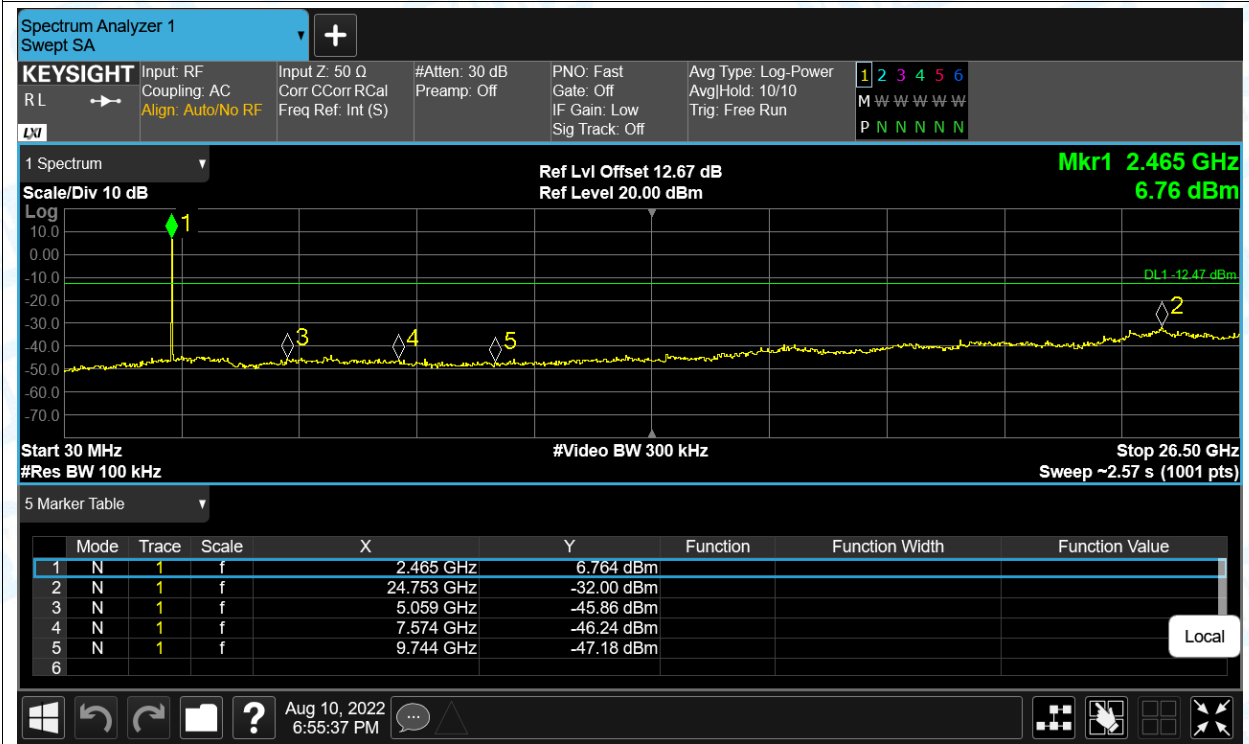 Spectrum Analyzer 1
Swept SA
KEYSIGHT
R L
LXI
Input: RF
Coupling: AC
Align: Auto/No RF
Input Z: 50 Ω
Corr CCorr RCal
Freq Ref: Int (S)
#Atten: 30 dB
Preamp: Off
PNO: Fast
Gate: Off
IF Gain: Low
Sig Track: Off
Avg Type: Log-Power
Avg|Hold: 10/10
Trig: Free Run
1 2 3 4 5 6
M W W W W W
P N N N N N
1 Spectrum
Scale/Div 10 dB
Ref Lvl Offset 12.67 dB
Ref Level 20.00 dBm
Mkr1 2.465 GHz
6.76 dBm
Log
10.0
0.00
-10.0
-20.0
-30.0
-40.0
-50.0
-60.0
-70.0
1
DL1 -12.47 dBm
2
3
4
5
Start 30 MHz
#Video BW 300 kHz
Stop 26.50 GHz
#Res BW 100 kHz
Sweep ~2.57 s (1001 pts)
5 Marker Table
Mode Trace Scale X Y Function Function Width Function Value
1 N 1 f 2.465 GHz 6.764 dBm
2 N 1 f 24.753 GHz -32.00 dBm
3 N 1 f 5.059 GHz -45.86 dBm
4 N 1 f 7.574 GHz -46.24 dBm
5 N 1 f 9.744 GHz -47.18 dBm
6
Local
?
Aug 10, 2022
6:55:37 PM